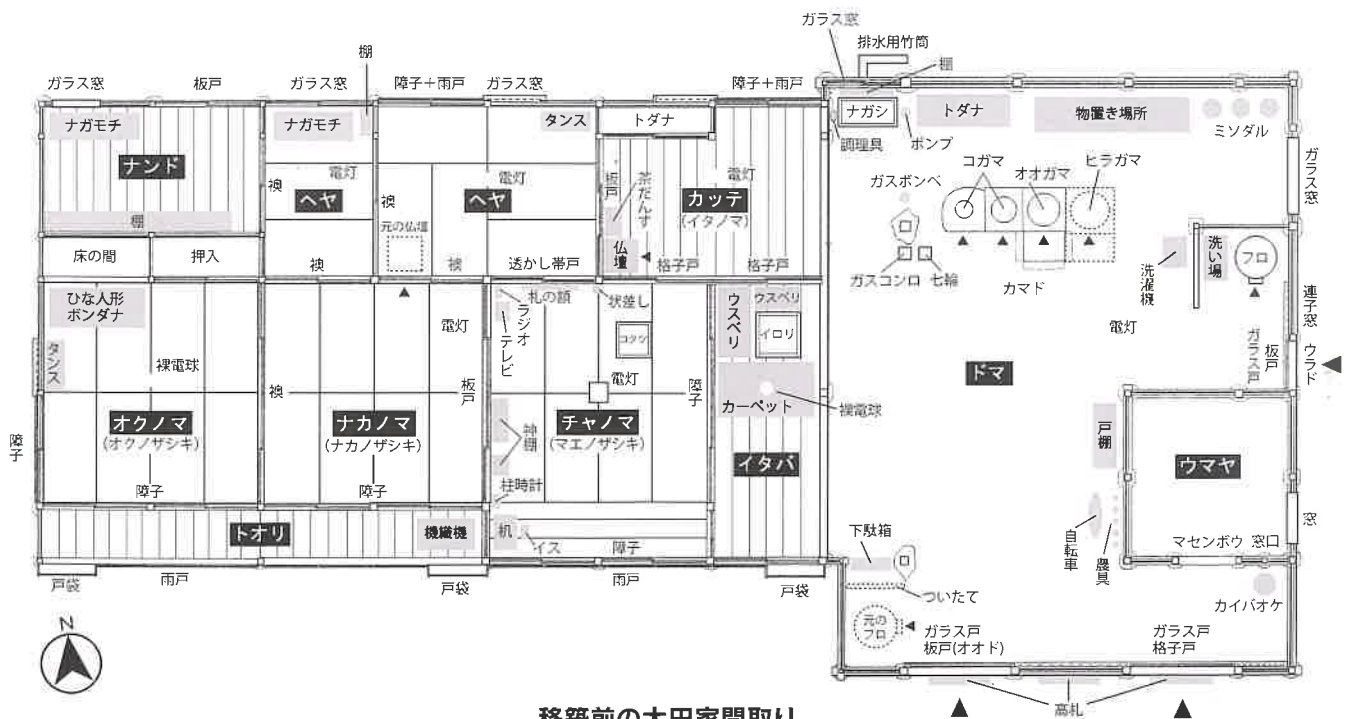 ガラス窓
排水用竹筒
棚
棚
ガラス窓
板戸
ガラス窓
障子＋雨戸
ガラス窓
障子＋雨戸
ナガモチ
ナガモチ
タンス
トダナ
ナガシ
トダナ
物置き場所
ミソダル
調理具
ポンプ
ナンド
襖
電灯
ヘヤ
襖
電灯
ヘヤ
板戸
茶だんす
電灯
カッテ
(イタノマ)
ガスボンベ
コガマ
オオガマ
ヒラガマ
ガラス窓
棚
元の仏壇
仏壇
床の間
押入
襖
襖
透かし帯戸
格子戸
格子戸
ガスコンロ
七輪
カマド
洗濯機
洗い場
フロ
連子窓
ひな人形
ボンダナ
電灯
ラジオ
テレビ
札の額
状差し
コタツ
ウスベリ
ウスベリ
イロリ
電灯
ガラス戸
板戸
ウラド
タンス
裸電球
襖
板戸
電灯
障子
カーペット
裸電球
ドマ
オクノマ
(オクノザシキ)
ナカノマ
(ナカノザシキ)
神棚
チャノマ
(マエノザシキ)
イタバ
戸棚
ウマヤ
障子
障子
障子
柱時計
窓
トオリ
機織機
机
イス
障子
下駄箱
自転車
農具
マセンボウ
窓口
戸袋
雨戸
戸袋
雨戸
戸袋
ついたて
カイバオケ
N
元の
フロ
ガラス戸
板戸(オオド)
ガラス戸
格子戸
高札
移築前の太田家間取り